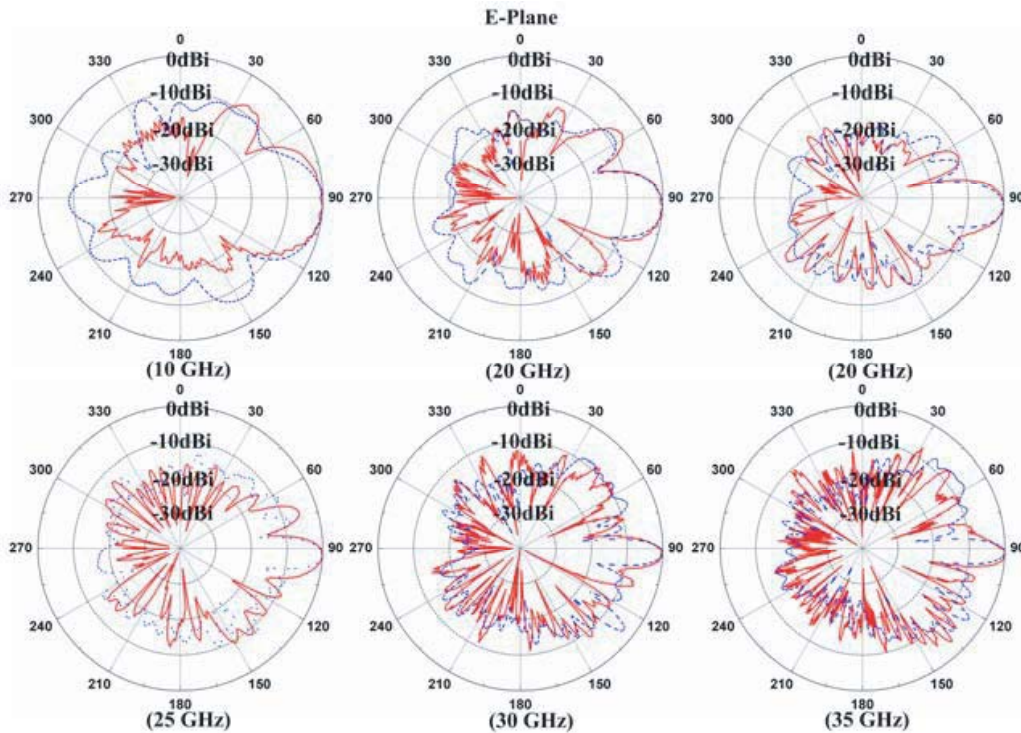 E-Plane
0
330 0dBi 30
-10dBi
300 -20dBi 60
-30dBi
270 90
240 120
210 150
180
(10 GHz)
0
330 0dBi 30
-10dBi
300 -20dBi 60
-30dBi
270 90
240 120
210 150
180
(20 GHz)
0
330 0dBi 30
-10dBi
300 -20dBi 60
-30dBi
270 90
240 120
210 150
180
(20 GHz)
0
330 0dBi 30
-10dBi
300 -20dBi 60
-30dBi
270 90
240 120
210 150
180
(25 GHz)
0
330 0dBi 30
-10dBi
300 -20dBi 60
-30dBi
270 90
240 120
210 150
180
(30 GHz)
0
330 0dBi 30
-10dBi
300 -20dBi 60
-30dBi
270 90
240 120
210 150
180
(35 GHz)